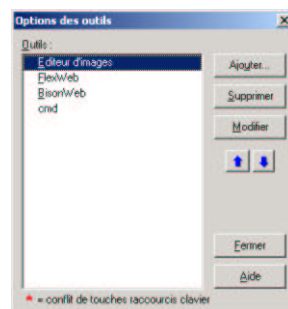 Options des outils
Outils :
Editeur d'images
FlexWeb
BisonWeb
cmd
Ajouter...
Supprimer
Modifier
Fermer
Aide
* = conflit de touches raccourcis clavier